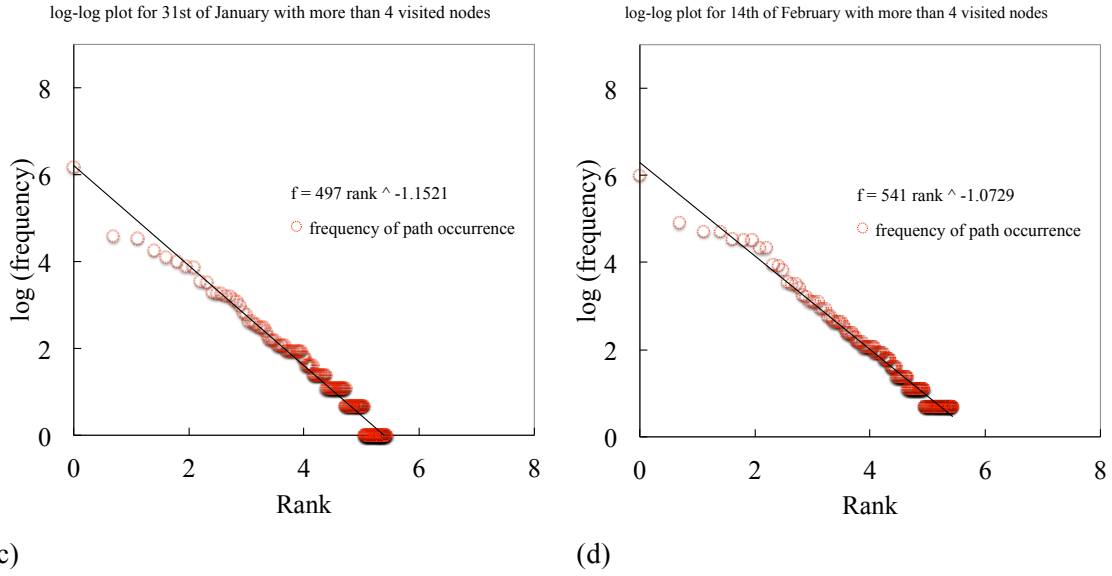 log-log plot for 31st of January with more than 4 visited nodes
8
6
4
2
0
log (frequency)
f = 497 rank ^ -1.1521
frequency of path occurrence
0 2 4 6 8
Rank
c)
log-log plot for 14th of February with more than 4 visited nodes
8
6
4
2
0
log (frequency)
f = 541 rank ^ -1.0729
frequency of path occurrence
0 2 4 6 8
Rank
(d)